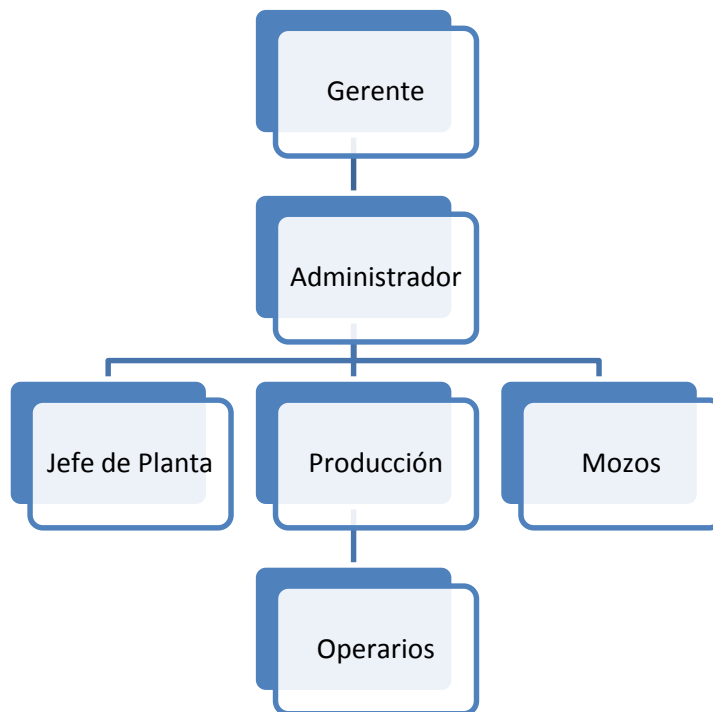 Gerente
Administrador
Jefe de Planta
Producción
Mozos
Operarios